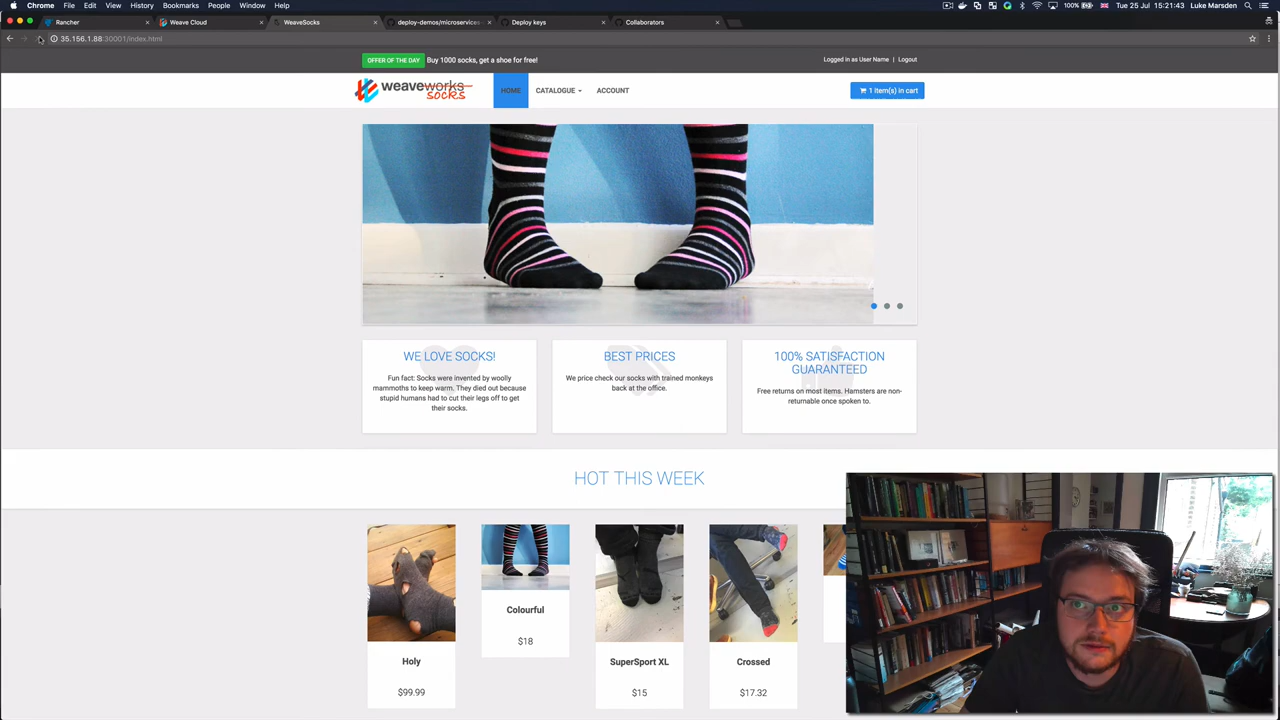 Chrome File Edit View History Bookmarks People Window Help 100% Tue 25 Jul 15:21:43 Luke Marsden
Rancher Weave Cloud WeaveSocks deploy-demos/microservices- Deploy keys Collaborators
35.156.1.88:30001/index.html
OFFER OF THE DAY Buy 1000 socks, get a shoe for free! Logged in as User Name | Logout
weaveworks socks HOME CATALOGUE ACCOUNT 1 item(s) in cart
WE LOVE SOCKS!
Fun fact: Socks were invented by woolly
mammoths to keep warm. They died out because
stupid humans had to cut their legs off to get
their socks.
BEST PRICES
We price check our socks with trained monkeys
back at the office.
100% SATISFACTION
GUARANTEED
Free returns on most items. Hamsters are non-
returnable once spoken to.
HOT THIS WEEK
Holy
$99.99
Colourful
$18
SuperSport XL
$15
Crossed
$17.32